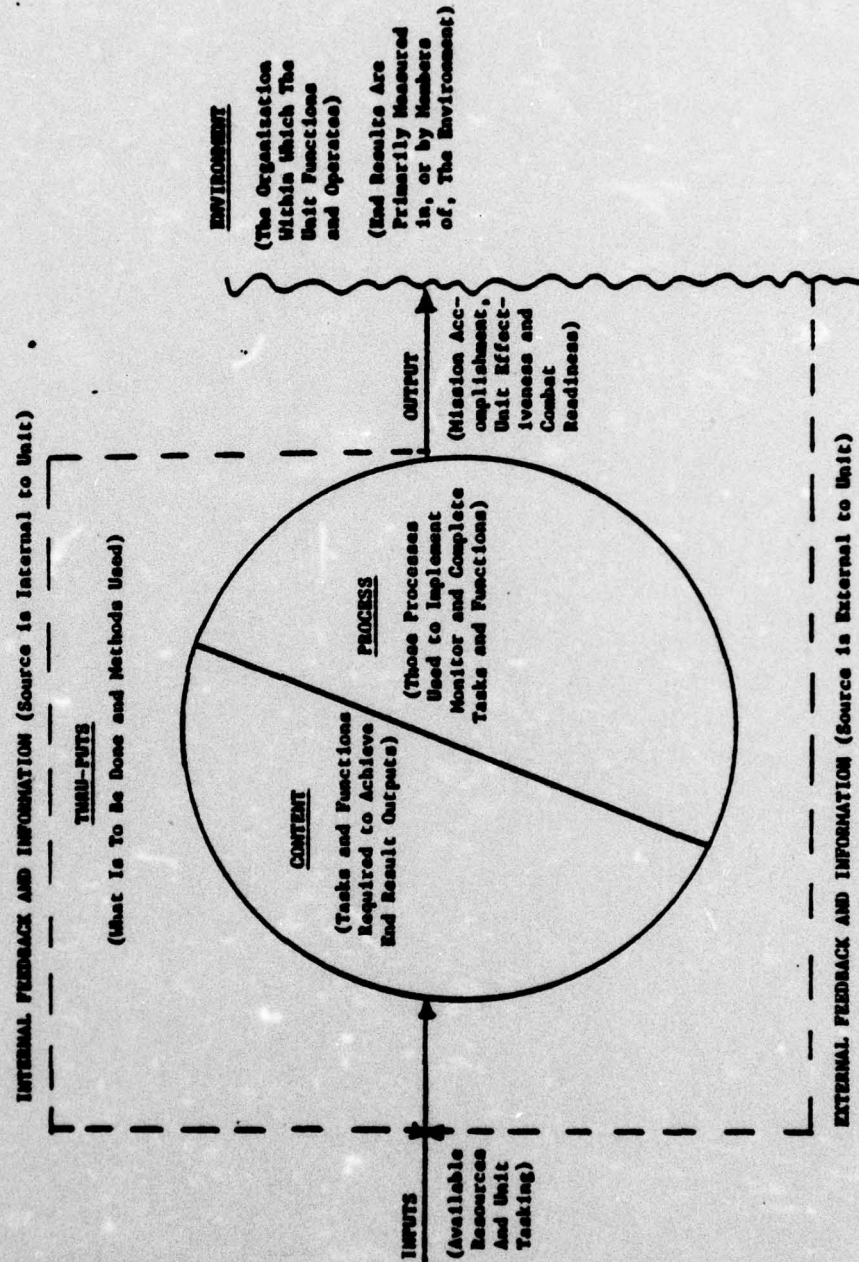 INTERNAL FEEDBACK AND INFORMATION (Source is Internal to Unit)
THRU-PUTS
(What Is To Be Done and Methods Used)
INPUTS
(Available
Resources
And Unit
Tasking)
CONTENT
(Tasks and Functions
Required to Achieve
End Result Outputs)
PROCESS
(Those Processes
Used to Implement
Monitor and Complete
Tasks and Functions)
OUTPUT
(Mission Acc-
omplishment,
Unit Effect-
iveness and
Combat
Readiness)
ENVIRONMENT
(The Organization
Within Which The
Unit Functions
and Operates)
(End Results Are
Primarily Measured
in, or by Members
of, The Environment)
EXTERNAL FEEDBACK AND INFORMATION (Source is External to Unit)